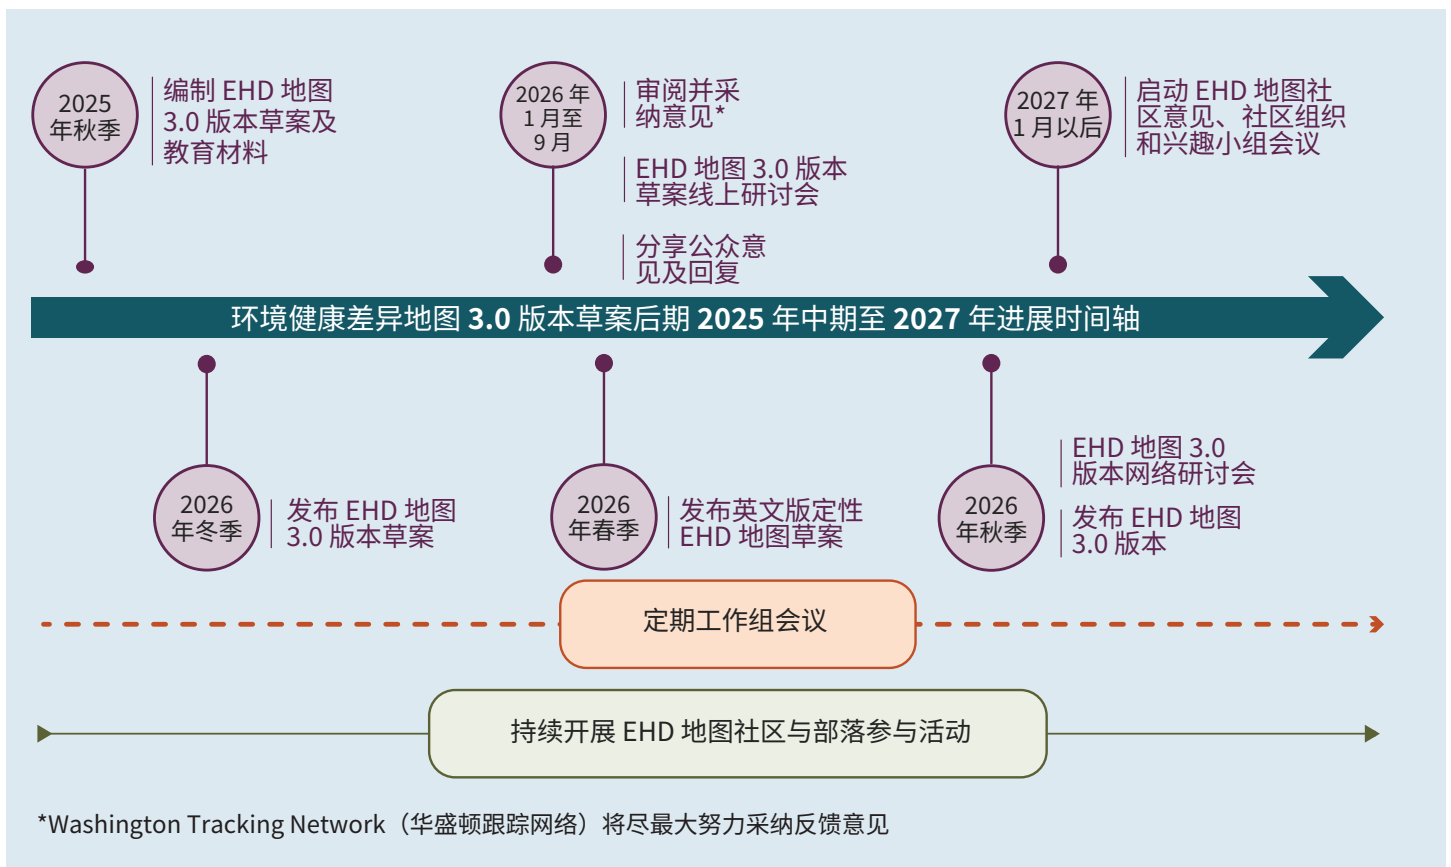 2025
年秋季
编制 EHD 地图
3.0 版本草案及
教育材料
2026 年
1 月至
9 月
审阅并采
纳意见*
EHD 地图 3.0 版本
草案线上研讨会
分享公众意
见及回复
2027 年
1 月以后
启动 EHD 地图社
区意见、社区组织
和兴趣小组会议
环境健康差异地图 3.0 版本草案后期 2025 年中期至 2027 年进展时间轴
2026
年冬季
发布 EHD 地图
3.0 版本草案
2026
年春季
发布英文版定性
EHD 地图草案
2026
年秋季
EHD 地图 3.0
版本网络研讨会
发布 EHD 地图
3.0 版本
定期工作组会议
持续开展 EHD 地图社区与部落参与活动
*Washington Tracking Network（华盛顿跟踪网络）将尽最大努力采纳反馈意见